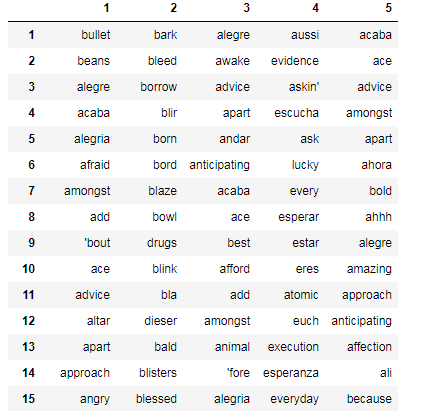 1 2 3 4 5
1 bullet bark alegre aussi acaba
2 beans bleed awake evidence ace
3 alegre borrow advice askin' advice
4 acaba blir apart escucha amongst
5 alegria born andar ask apart
6 afraid bord anticipating lucky ahora
7 amongst blaze acaba every bold
8 add bowl ace esperar ahhh
9 'bout drugs best estar alegre
10 ace blink afford eres amazing
11 advice bla add atomic approach
12 altar dieser amongst euch anticipating
13 apart bald animal execution affection
14 approach blisters 'fore esperanza ali
15 angry blessed alegria everyday because